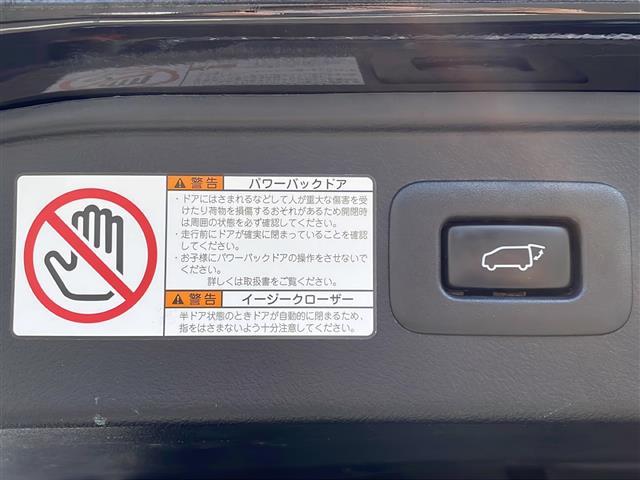 警告 パワーバックドア
・ドアにはさまれるなどして人が重大な傷害を受
けたり荷物を損傷するおそれがあるため開閉時
は周囲の状態を必ず確認してください。
・走行前にドアが確実に閉まっていることを確認
してください。
・お子様にパワーバックドアの操作をさせないで
ください。
詳しくは取扱書をご覧ください。
警告 イージークローザー
半ドア状態のときドアが自動的に閉まるため、
指をはさまないよう十分注意してください。